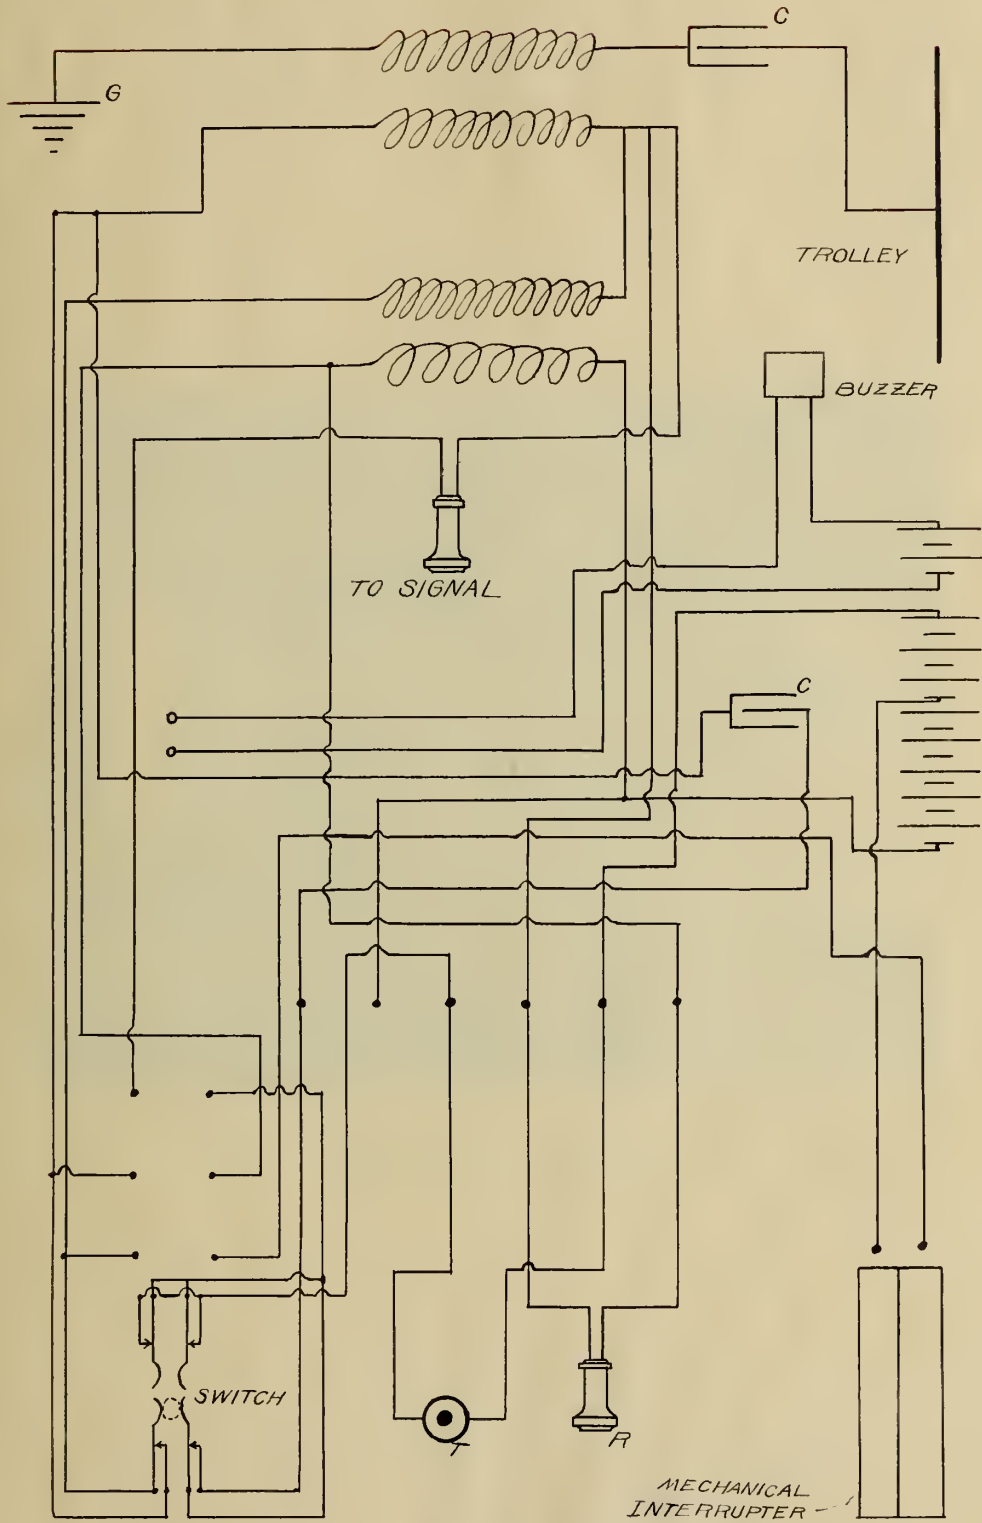 C
G
TROLLEY
BUZZER
TO SIGNAL
C
SWITCH
T
R
MECHANICAL
INTERRUPTER